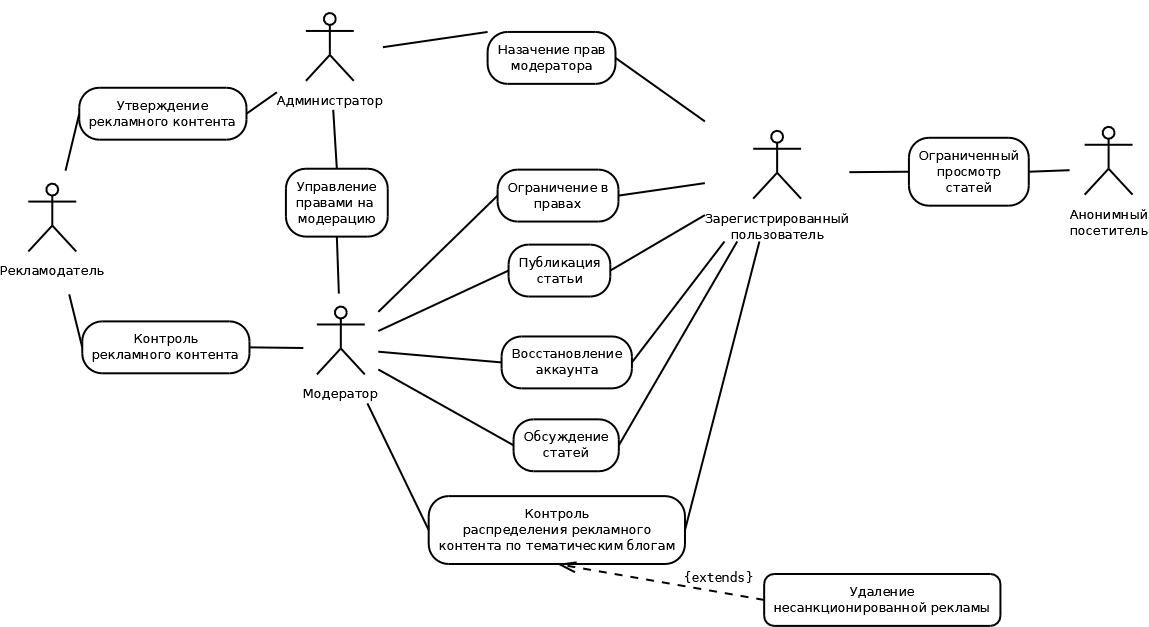 Назачение прав
модератора
Администратор
Утверждение
рекламного контента
Ограниченный
просмотр
статей
Управление
правами на
модерацию
Ограничение в
правах
Зарегистрированный
пользователь
Анонимный
посетитель
Рекламодатель
Публикация
статьи
Контроль
рекламного контента
Модератор
Восстановление
аккаунта
Обсуждение
статей
Контроль
распределения рекламного
контента по тематическим блогам
{extends}
Удаление
несанкционированной рекламы